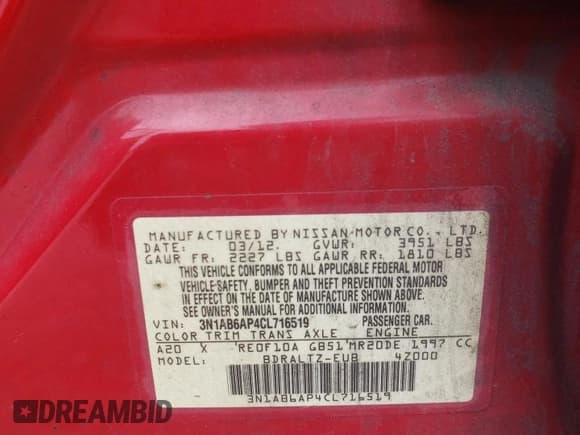 MANUFACTURED BY NISSAN MOTOR CO., LTD.
DATE: 03/12. GVWR: 3951 LBS
GAWR FR: 2227 LBS GAWR RR: 1810 LBS
THIS VEHICLE CONFORMS TO ALL APPLICABLE FEDERAL MOTOR
VEHICLE SAFETY, BUMPER, AND THEFT PREVENTION STANDARDS
IN EFFECT ON THE DATE OF MANUFACTURE SHOWN ABOVE.
SEE OWNERS MANUAL FOR ADDITIONAL INFORMATION.
VIN: 3N1AB6AP4CL716519 PASSENGER CAR.
COLOR TRIM TRANS AXLE ENGINE
A20 X RE0F10A GB51 MR20DE 1997 CC
MODEL: BDRALTZ-EUB 4Z000
3N1AB6AP4CL716519
DREAMBID